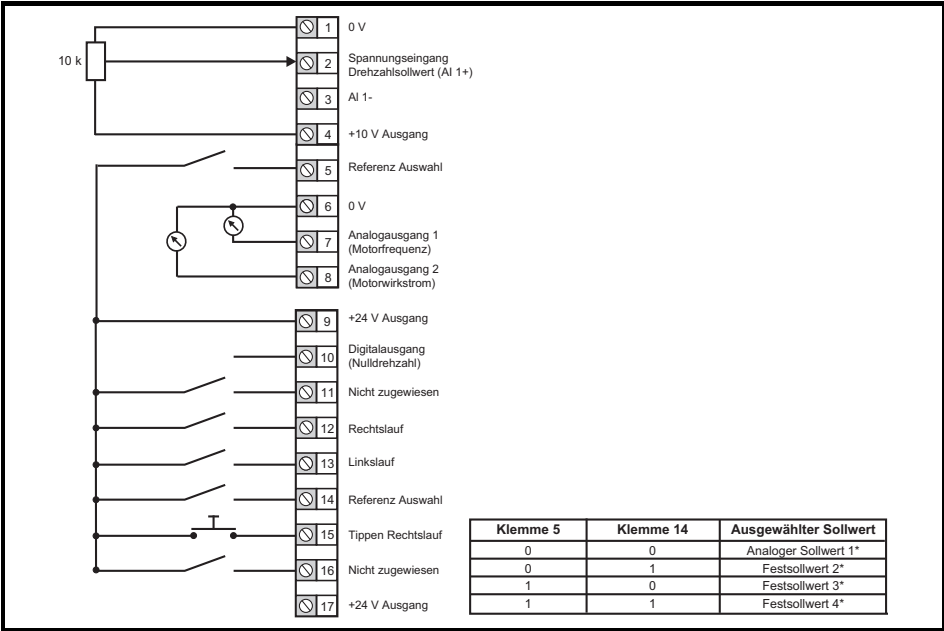 1 0 V
10 k
2 Spannungseingang
Drehzahlsollwert (AI 1+)
3 AI 1-
4 +10 V Ausgang
5 Referenz Auswahl
6 0 V
7 Analogausgang 1
(Motorfrequenz)
8 Analogausgang 2
(Motorwirkstrom)
9 +24 V Ausgang
10 Digitalausgang
(Nulldrehzahl)
11 Nicht zugewiesen
12 Rechtslauf
13 Linkslauf
14 Referenz Auswahl
15 Tippen Rechtslauf
16 Nicht zugewiesen
17 +24 V Ausgang
Klemme 5 Klemme 14 Ausgewählter Sollwert
0 0 Analoger Sollwert 1*
0 1 Festsollwert 2*
1 0 Festsollwert 3*
1 1 Festsollwert 4*